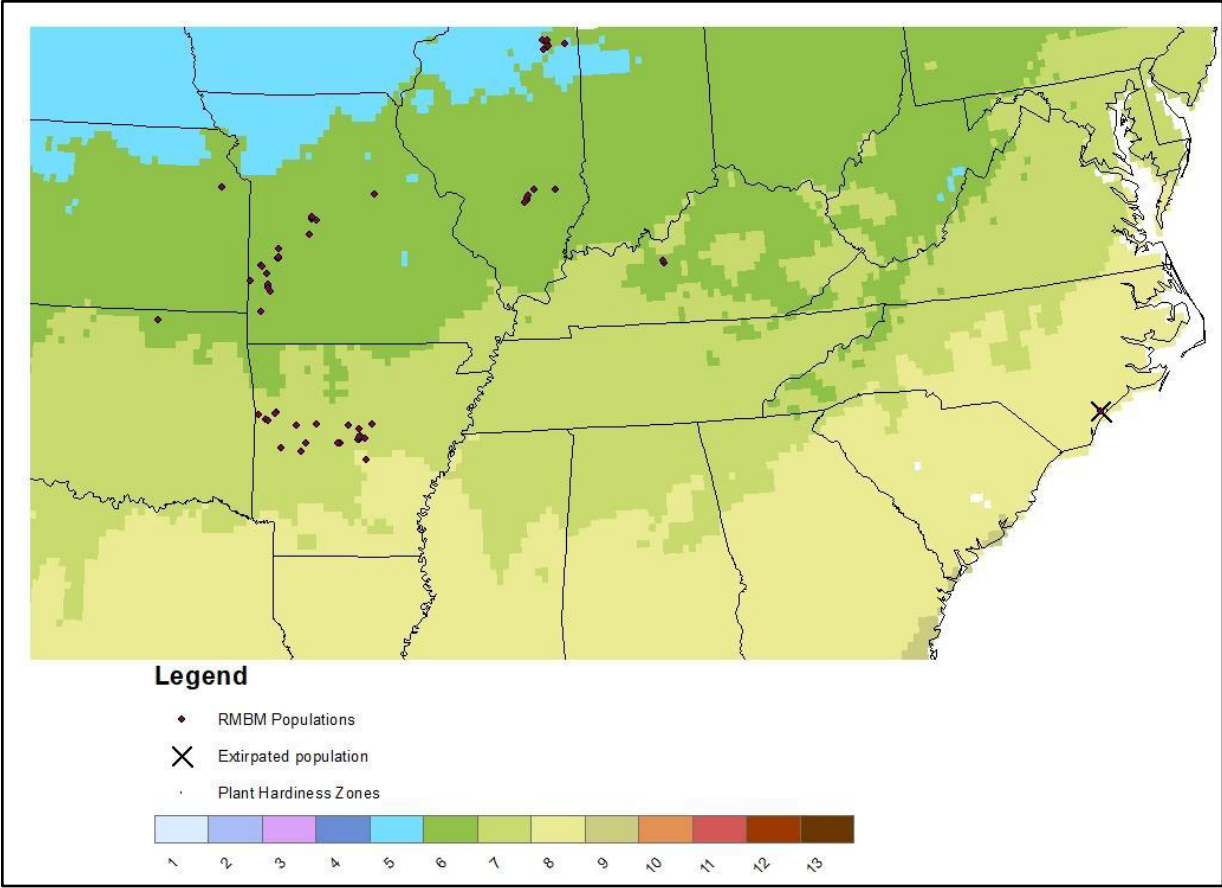 Legend
RMBM Populations
Extirpated population
Plant Hardiness Zones
1 2 3 4 5 6 7 8 9 10 11 12 13